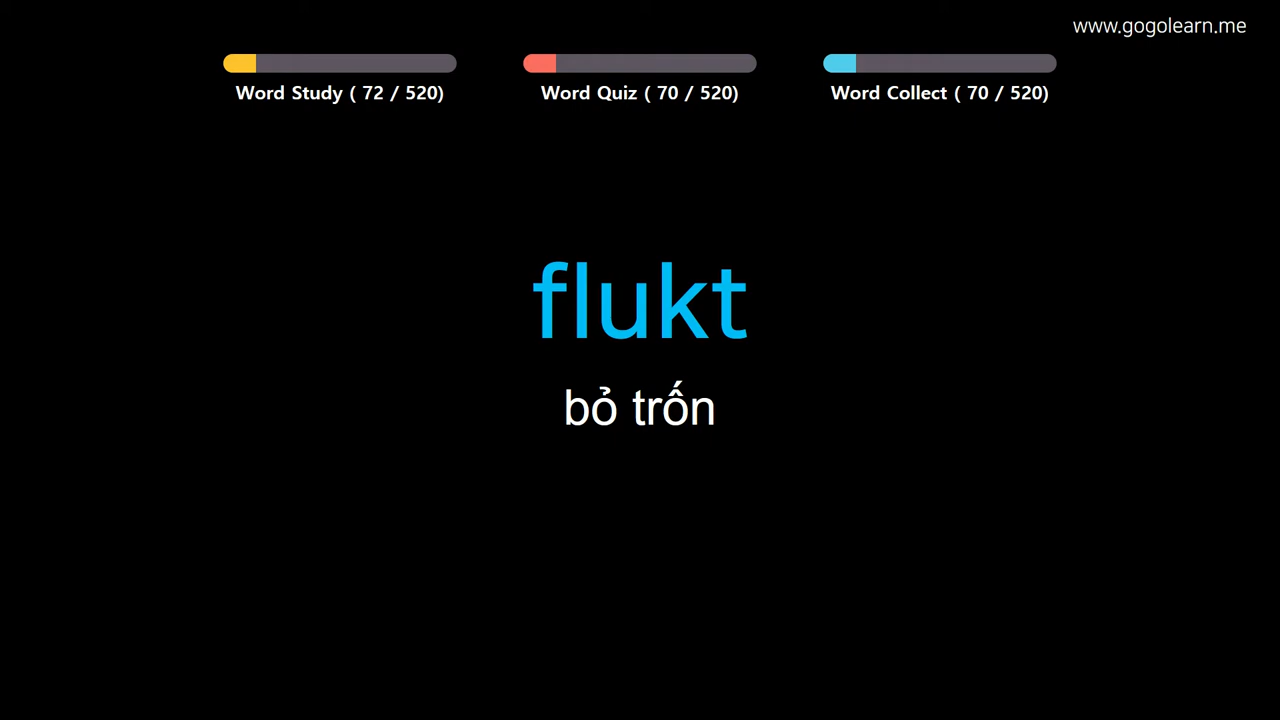 www.gogolearn.me
Word Study ( 72 / 520)
Word Quiz ( 70 / 520)
Word Collect ( 70 / 520)
flukt
bỏ trốn